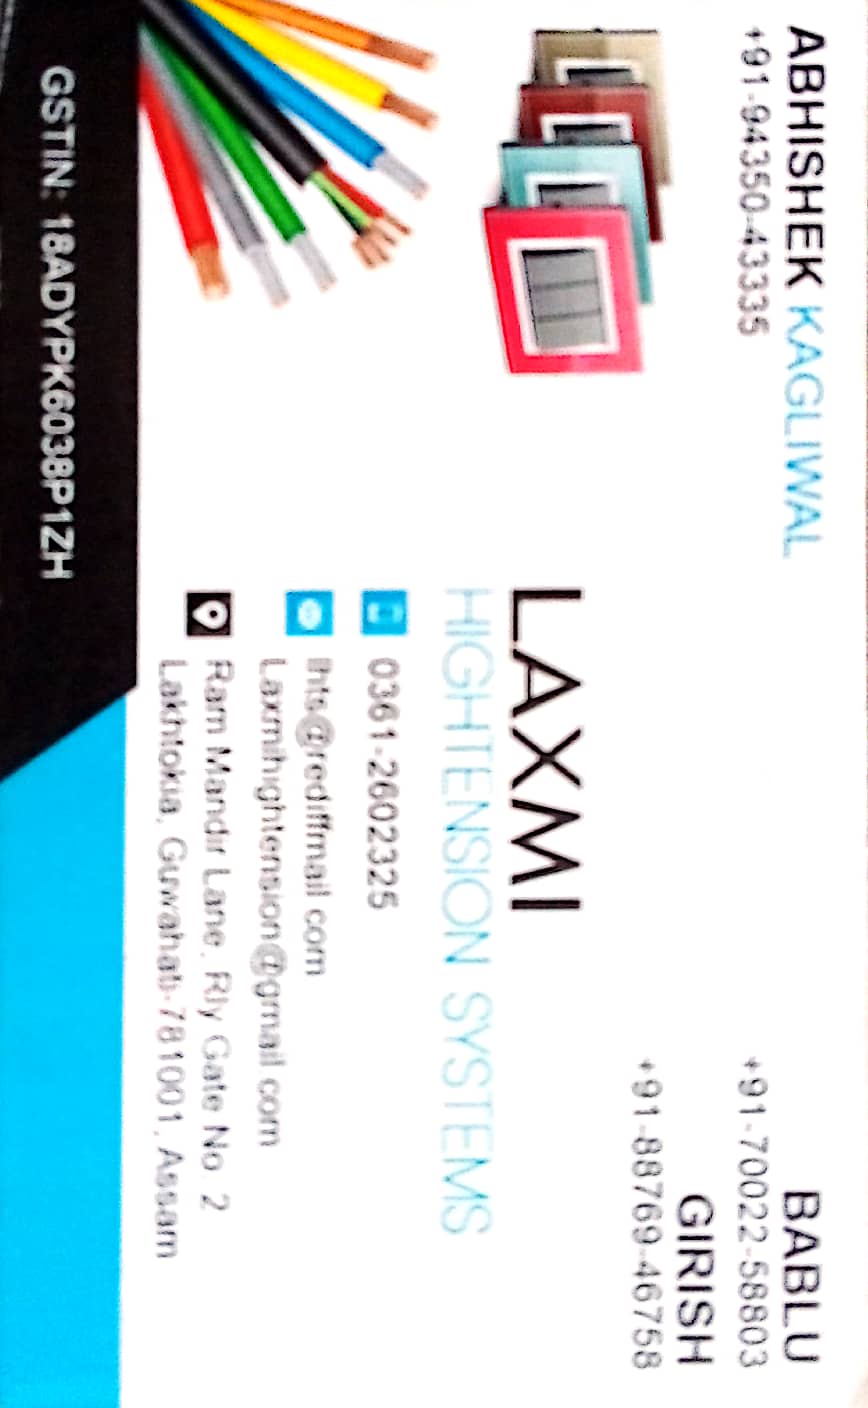 ABHISHEK KAGLIWAL
+91-94350-43335
BABLU
+91-70022-58803
GIRISH
+91-88769-46758
LAXMI
HIGHTENSION SYSTEMS
0361-2602325
lhts@rediffmail.com
Laxmihightension@gmail.com
Ram Mandir Lane, Rly Gate No. 2
Lakhtokia, Guwahati-781001, Assam
GSTIN: 18ADYPK6038P1ZH